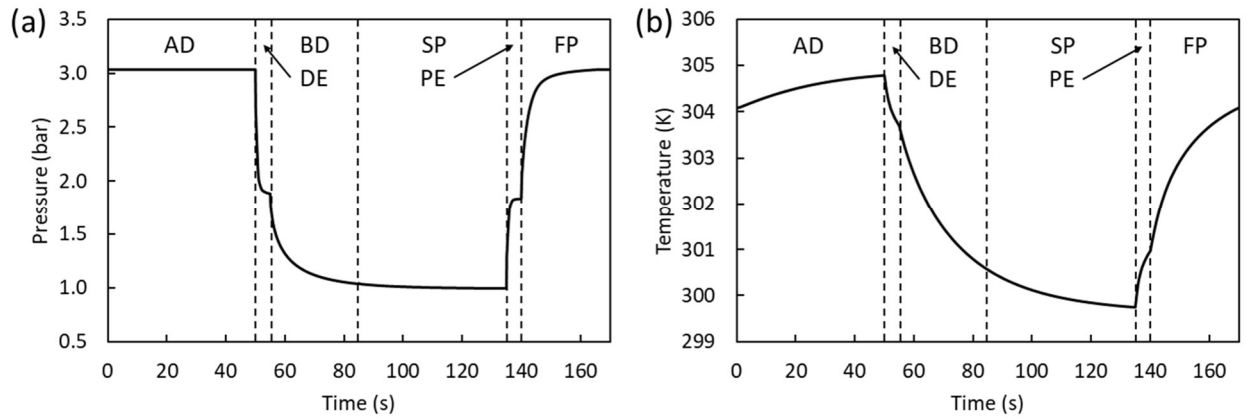 (a)
3.5
3.0
2.5
2.0
1.5
1.0
0.5
Pressure (bar)
AD
BD
SP
FP
DE
PE
0 20 40 60 80 100 120 140 160
Time (s)
(b)
306
305
304
303
302
301
300
299
Temperature (K)
AD
BD
SP
FP
DE
PE
0 20 40 60 80 100 120 140 160
Time (s)